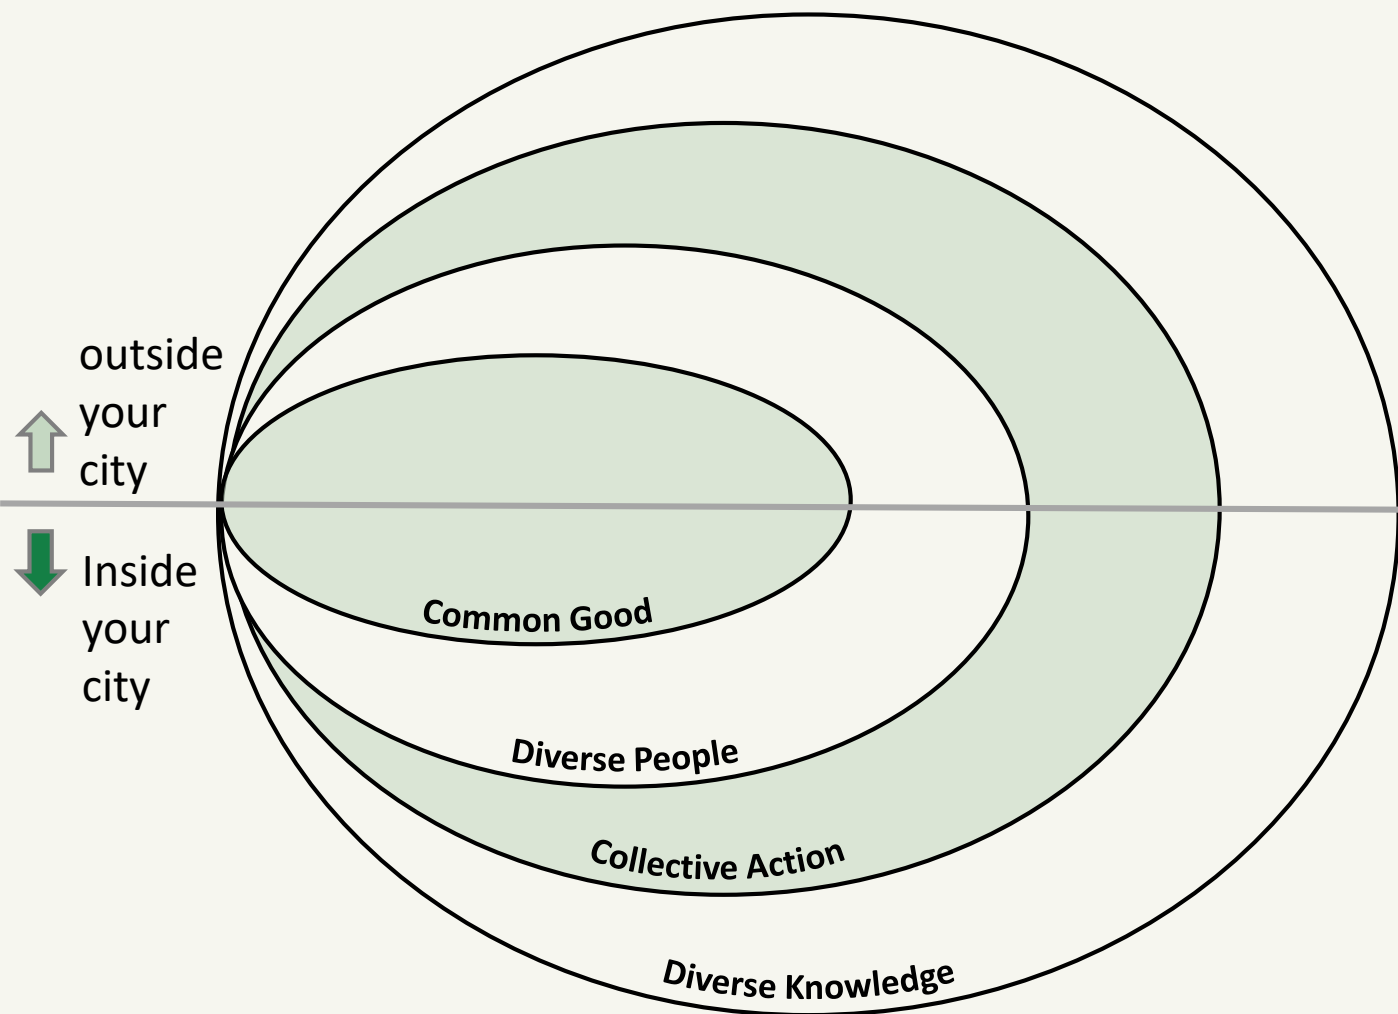 outside
your
city
Inside
your
city
Common Good
Diverse People
Collective Action
Diverse Knowledge